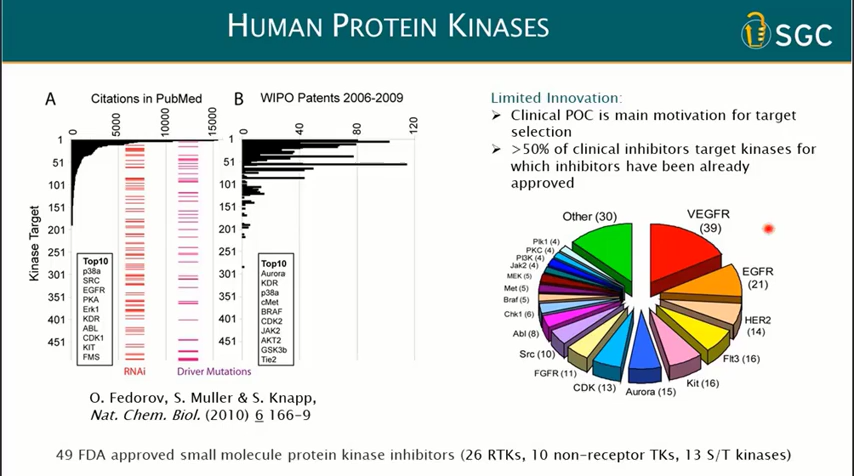 HUMAN PROTEIN KINASES
SGC
A
Citations in PubMed
0
5000
10000
15000
Kinase Target
1
51
101
151
201
251
301
351
401
451
Top10
p38a
SRC
EGFR
PKA
Erk1
KDR
ABL
CDK1
KIT
FMS
RNAi
Driver Mutations
B
WIPO Patents 2006-2009
0
40
80
120
1
51
101
151
201
251
301
351
401
451
Top10
Aurora
KDR
p38a
cMet
BRAF
CDK2
JAK2
AKT2
GSK3b
Tie2
O. Fedorov, S. Muller & S. Knapp,
Nat. Chem. Biol. (2010) 6 166-9
Limited Innovation:
➢ Clinical POC is main motivation for target
selection
➢ >50% of clinical inhibitors target kinases for
which inhibitors have been already
approved
VEGFR
(39)
EGFR
(21)
HER2
(14)
Flt3 (16)
Kit (16)
Aurora (15)
CDK (13)
FGFR (11)
Src (10)
Abl (8)
Chk1 (6)
Braf (5)
Met (5)
MEK (5)
Jak2 (4)
PI3K (4)
PKC (4)
Plk1 (4)
Other (30)
49 FDA approved small molecule protein kinase inhibitors (26 RTKs, 10 non-receptor TKs, 13 S/T kinases)